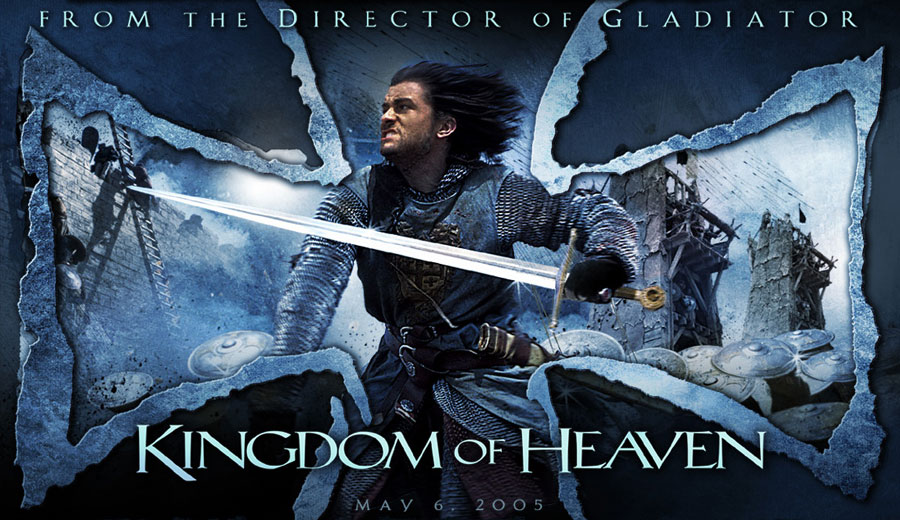 FROM THE DIRECTOR OF GLADIATOR
KINGDOM OF HEAVEN
MAY 6, 2005